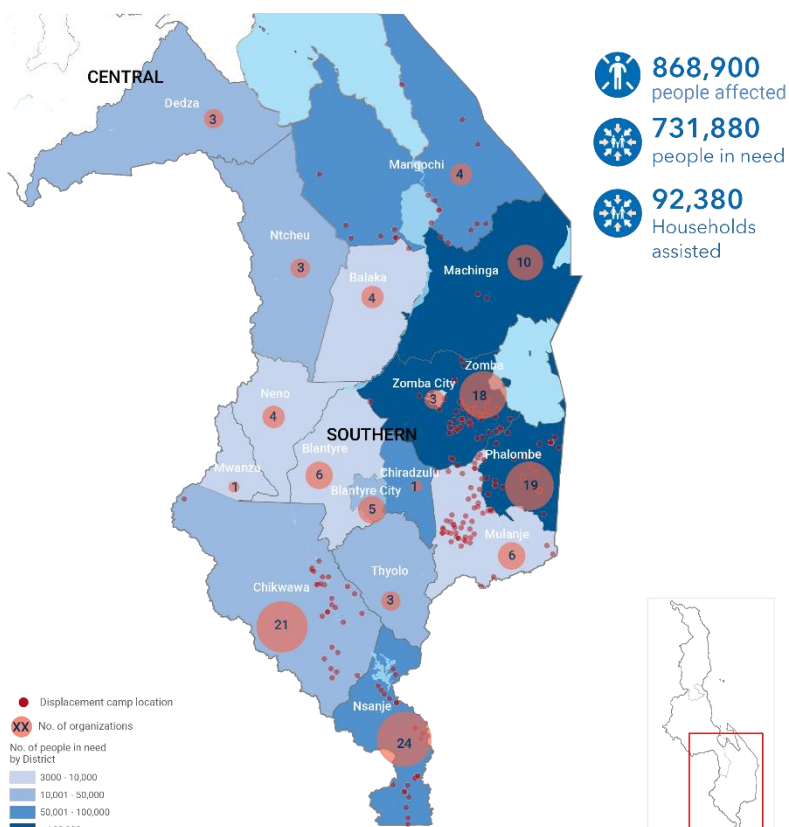 CENTRAL
Dedza
3
868,900
people affected
731,880
people in need
92,380
Households
assisted
Mangochi
4
Ntcheu
3
Balaka
4
Machinga
10
Zomba
18
Zomba City
3
Neno
4
SOUTHERN
Blantyre
6
Chiradzulu
1
Phalombe
19
Mwanza
1
Blantyre City
5
Mulanje
6
Thyolo
3
Chikwawa
21
Nsanje
24
Displacement camp location
XX No. of organizations
No. of people in need
by District
3000 - 10,000
10,001 - 50,000
50,001 - 100,000